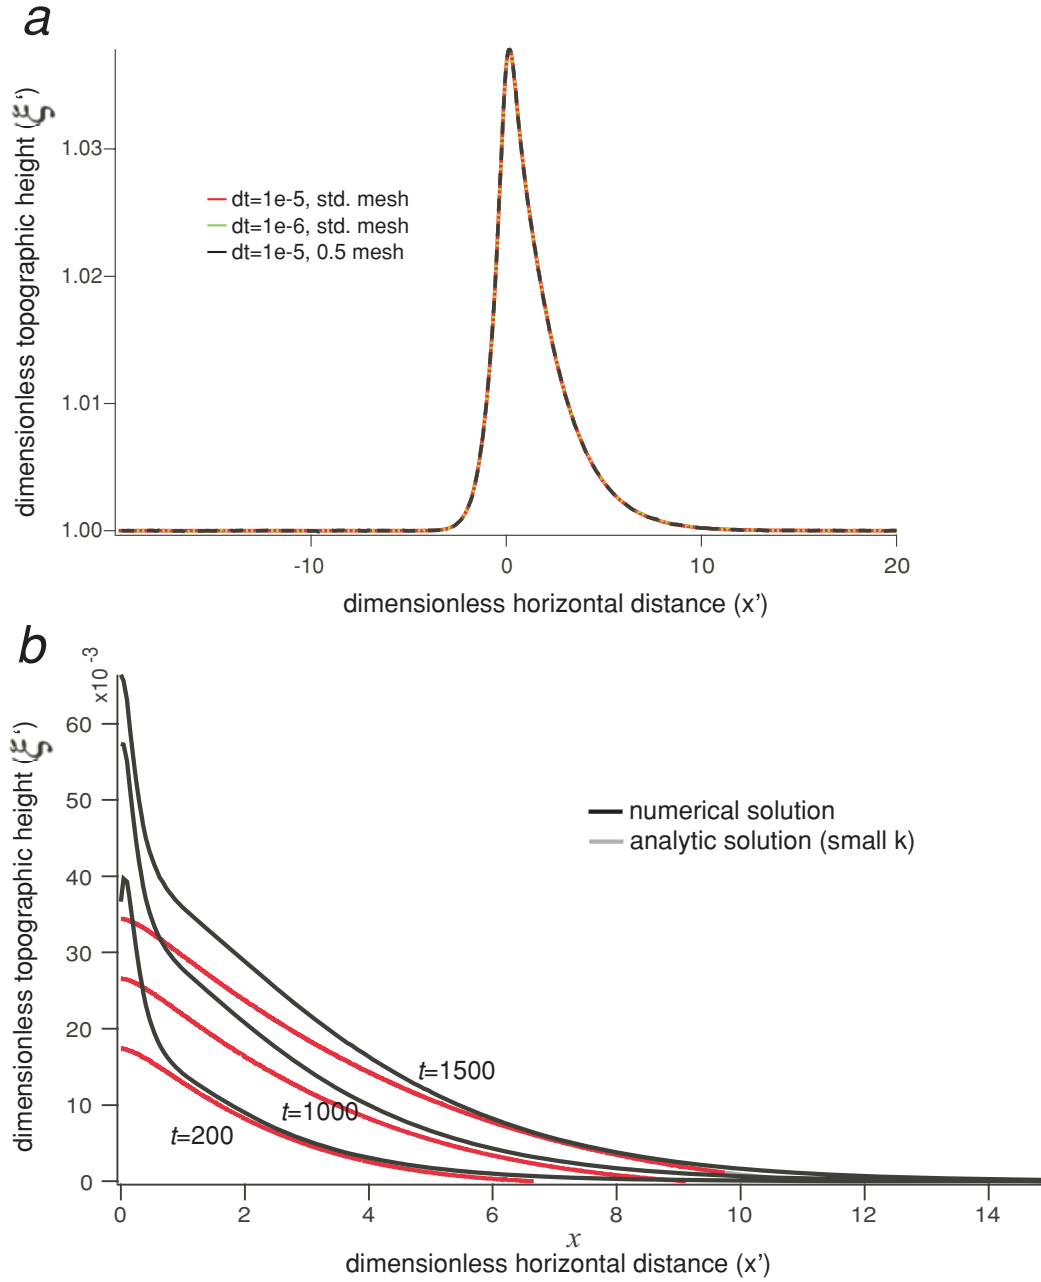 a
dimensionless topographic height (ξ‘)
1.03
1.02
1.01
1.00
dt=1e-5, std. mesh
dt=1e-6, std. mesh
dt=1e-5, 0.5 mesh
-10
0
10
20
dimensionless horizontal distance (x’)
b
x10 -3
dimensionless topographic height (ξ‘)
60
50
40
30
20
10
0
numerical solution
analytic solution (small k)
t=1500
t=1000
t=200
0
2
4
6
8
10
12
14
x
dimensionless horizontal distance (x’)